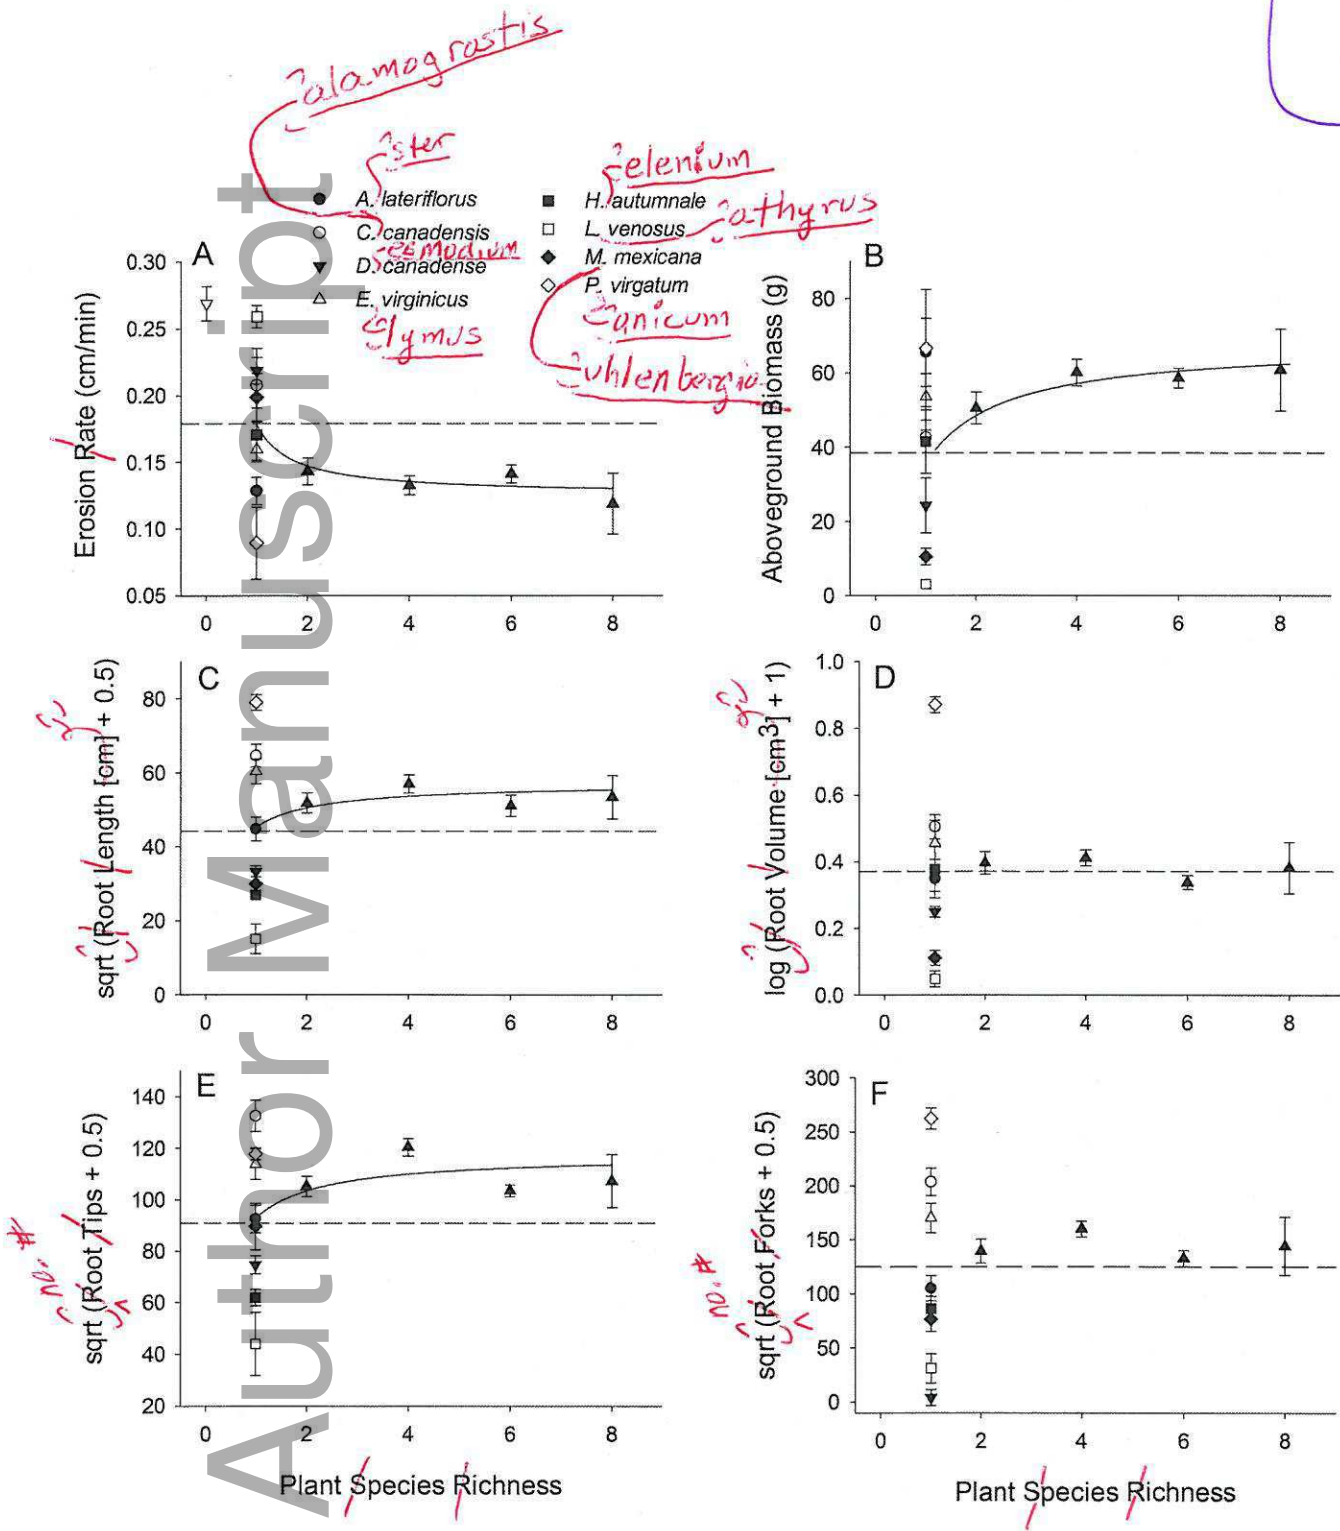 Calamogrostis
Aster
Helenium
A. lateriflorus
H. autumnale
Lathyrus
C. canadensis
L. venosus
Desmodium
D. canadense
M. mexicana
E. virginicus
P. virgatum
Elymus
Panicum
Muhlenbergia
Author Manuscript
A
Erosion Rate (cm/min)
0.30
0.25
0.20
0.15
0.10
0.05
0 2 4 6 8
B
Aboveground Biomass (g)
80
60
40
20
0
0 2 4 6 8
C
sqrt (Root Length [cm] + 0.5)
80
60
40
20
0
0 2 4 6 8
D
log (Root Volume [cm³] + 1)
1.0
0.8
0.6
0.4
0.2
0.0
0 2 4 6 8
E
no. #
sqrt (Root Tips + 0.5)
140
120
100
80
60
40
20
0 2 4 6 8
Plant Species Richness
F
no. #
sqrt (Root Forks + 0.5)
300
250
200
150
100
50
0
0 2 4 6 8
Plant Species Richness